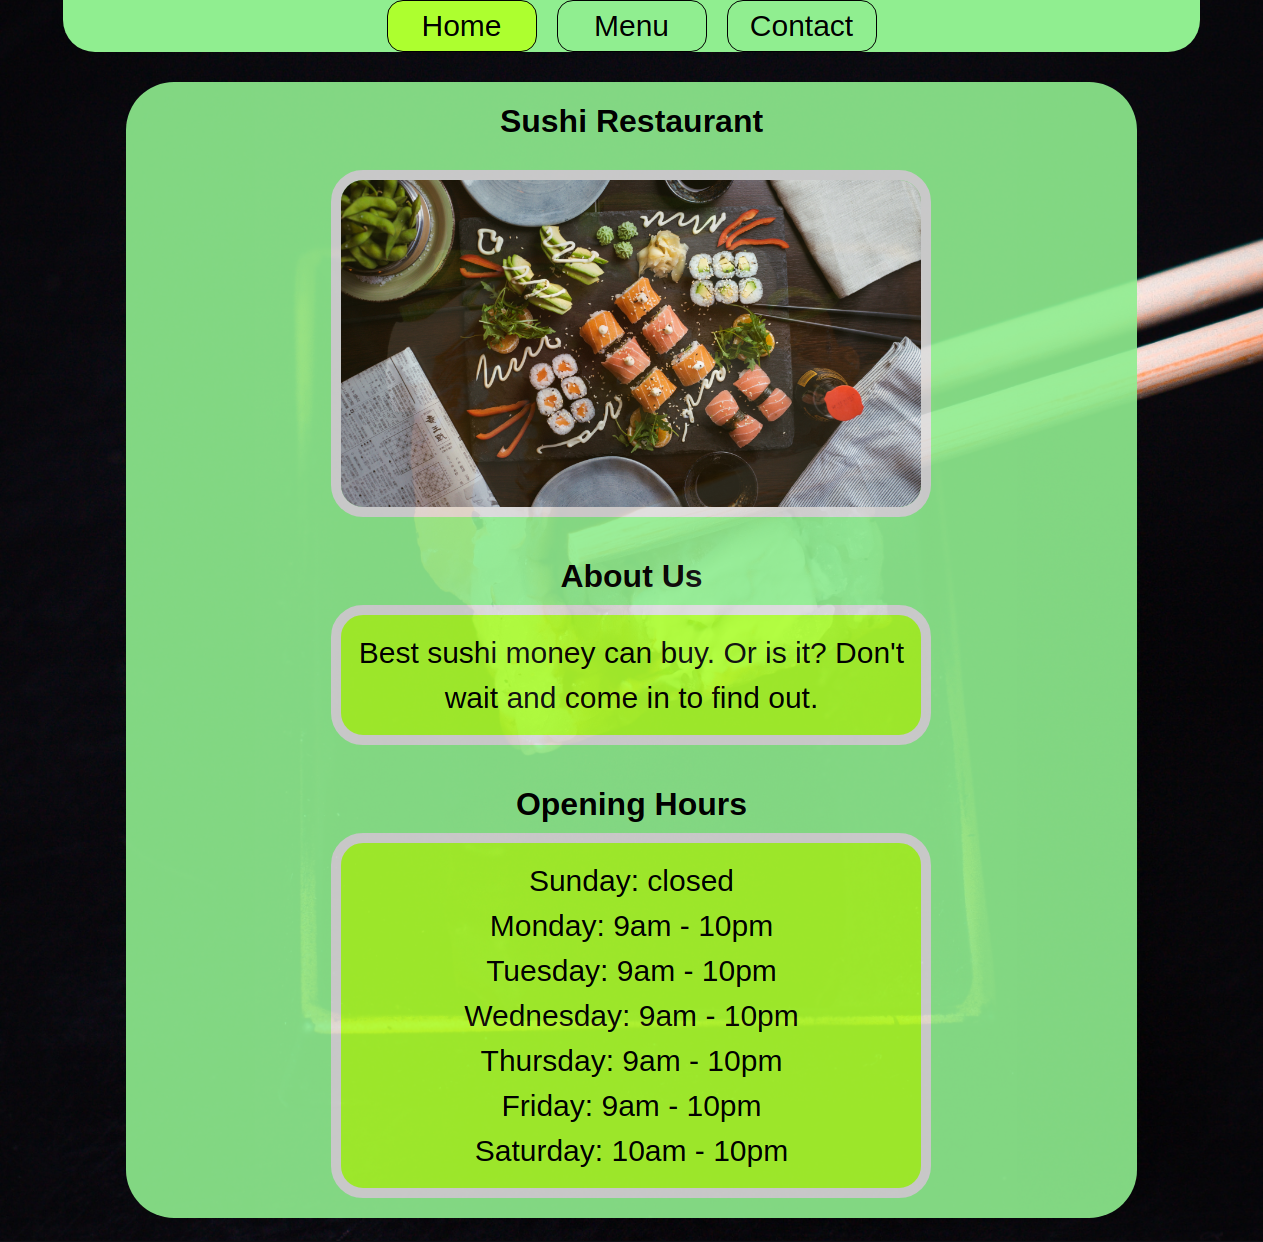 Home Menu Contact
Sushi Restaurant
About Us
Best sushi money can buy. Or is it? Don't
wait and come in to find out.
Opening Hours
Sunday: closed
Monday: 9am - 10pm
Tuesday: 9am - 10pm
Wednesday: 9am - 10pm
Thursday: 9am - 10pm
Friday: 9am - 10pm
Saturday: 10am - 10pm